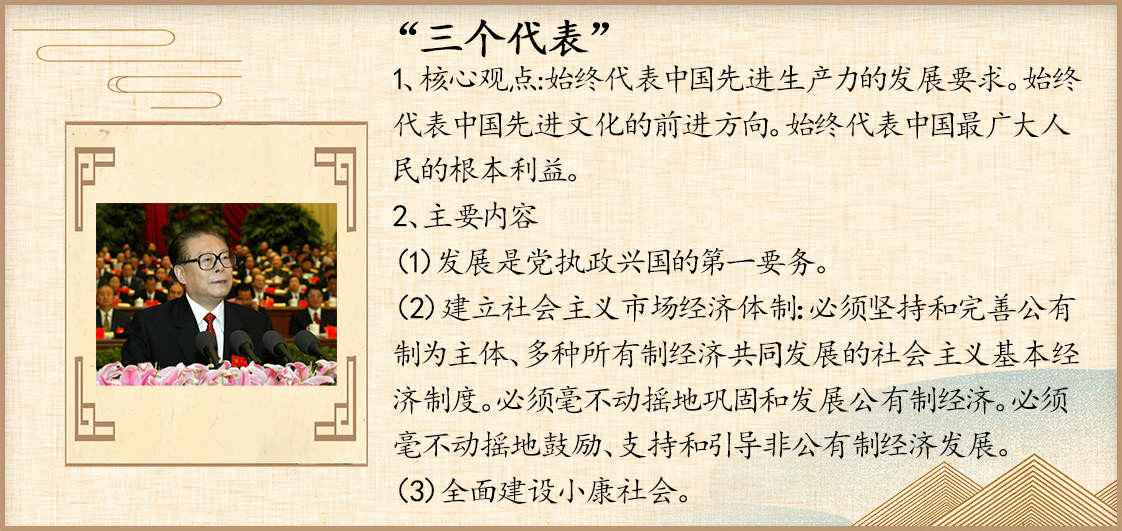 “三个代表”
1、核心观点:始终代表中国先进生产力的发展要求。始终
代表中国先进文化的前进方向。始终代表中国最广大人
民的根本利益。
2、主要内容
(1)发展是党执政兴国的第一要务。
(2)建立社会主义市场经济体制:必须坚持和完善公有
制为主体、多种所有制经济共同发展的社会主义基本经
济制度。必须毫不动摇地巩固和发展公有制经济。必须
毫不动摇地鼓励、支持和引导非公有制经济发展。
(3)全面建设小康社会。